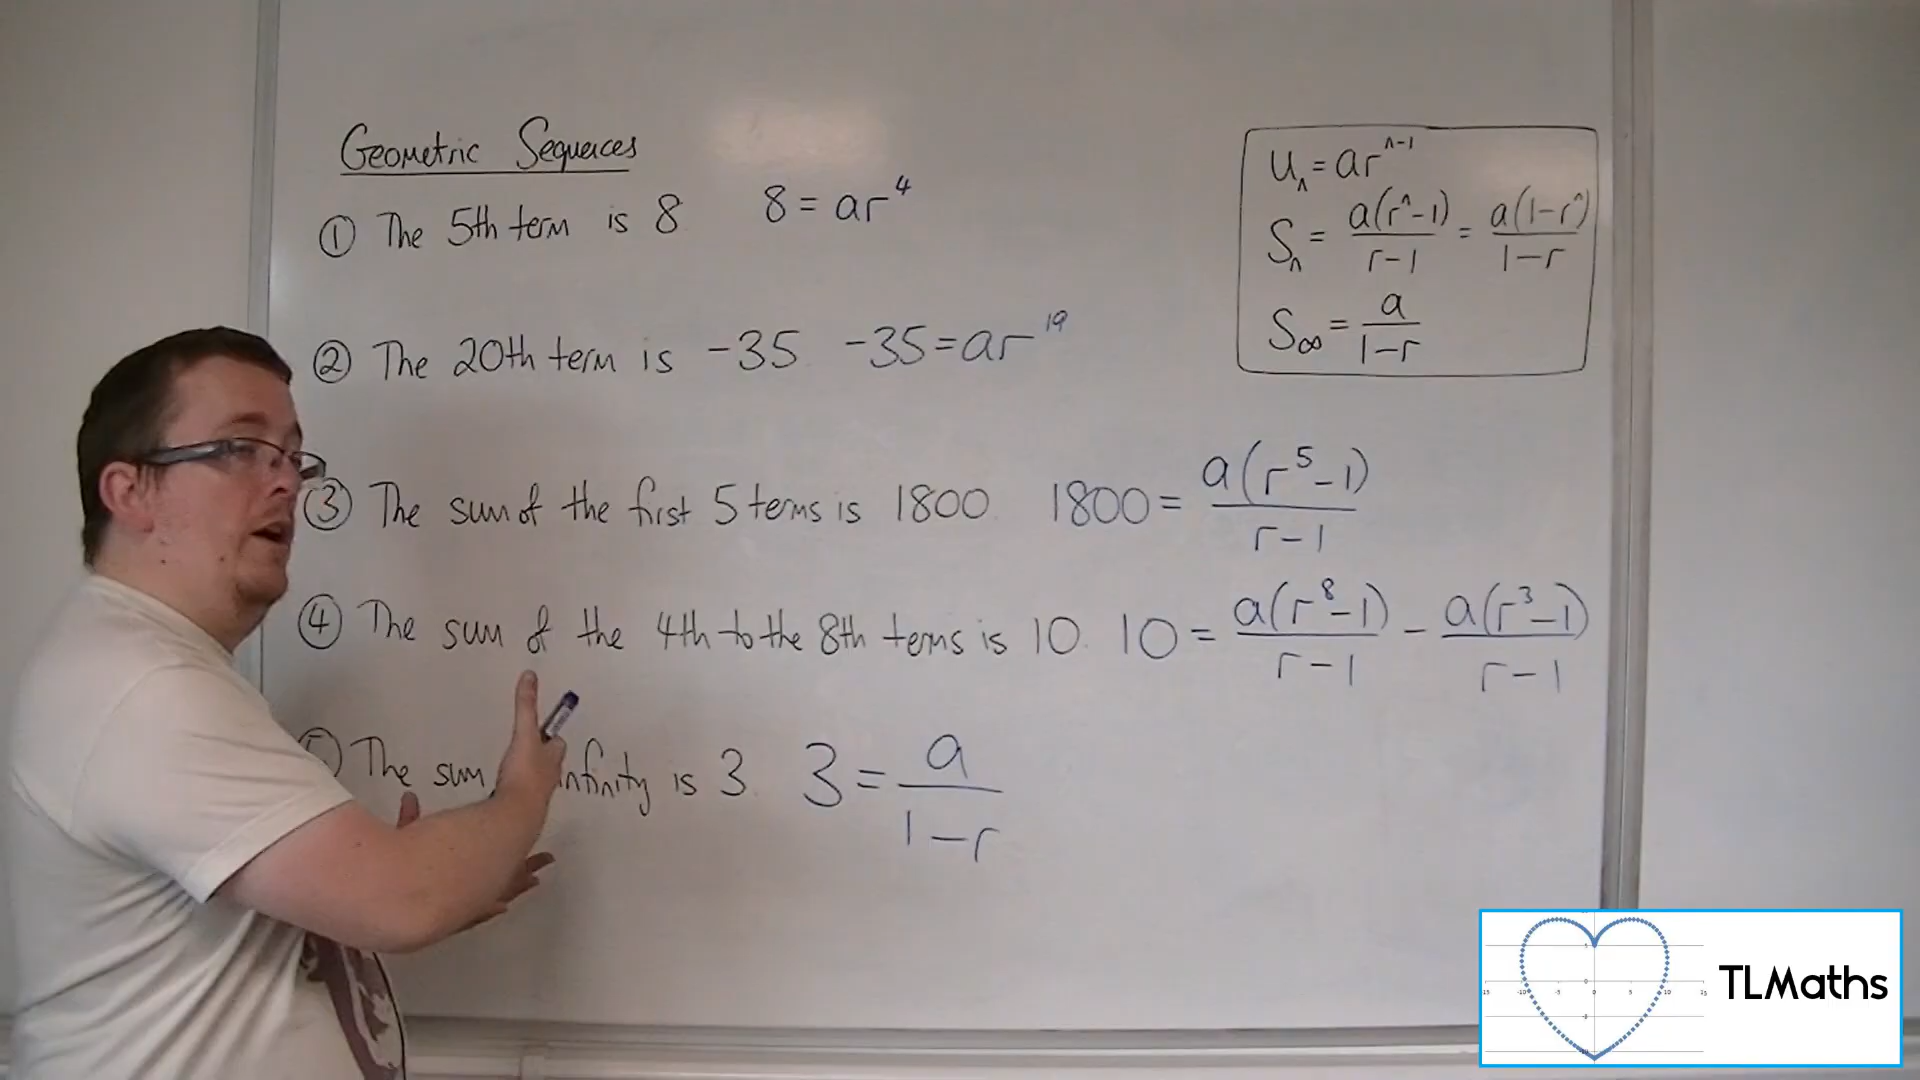 Geometric Sequences
① The 5th term is 8 8 = ar⁴
② The 20th term is -35 -35 = ar¹⁹
③ The sum of the first 5 terms is 1800 1800 = a(r⁵-1)/r-1
④ The sum of the 4th to the 8th terms is 10. 10 = a(r⁸-1)/r-1 - a(r³-1)/r-1
The sum infinity is 3. 3 = a/1-r
Uₙ = arⁿ⁻¹
Sₙ = a(rⁿ-1)/r-1 = a(1-rⁿ)/1-r
S∞ = a/1-r
TLMaths